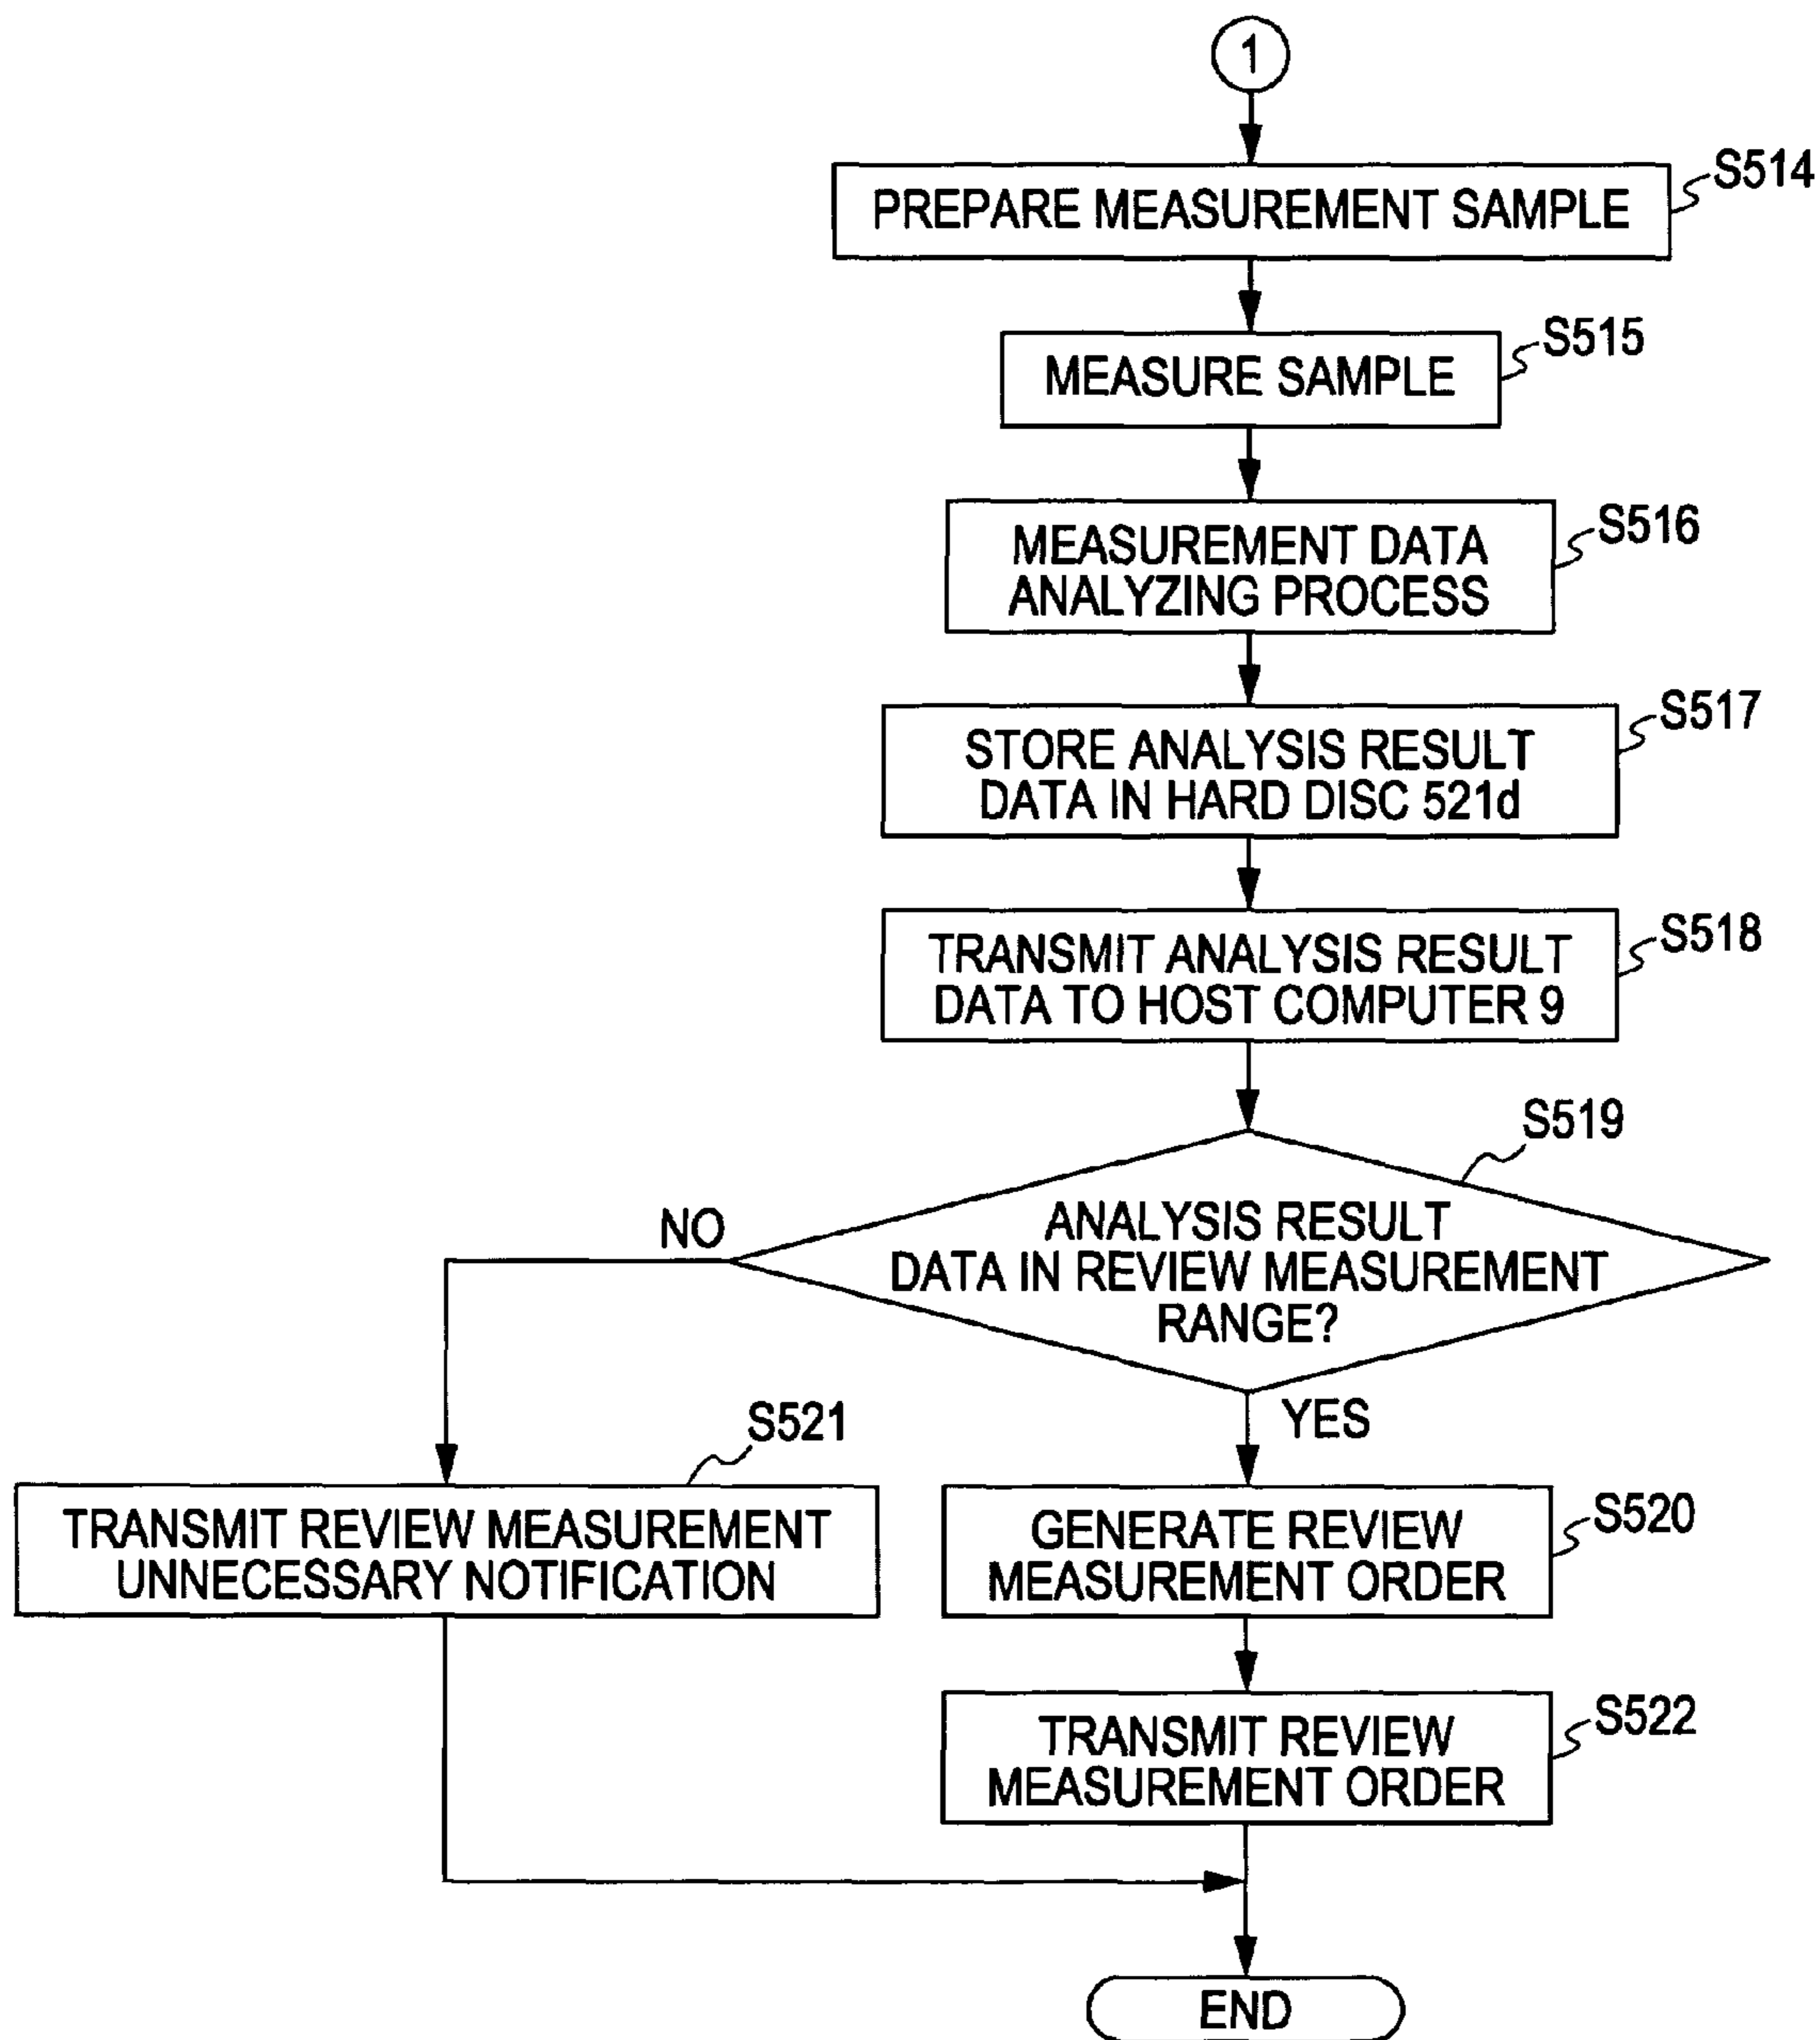 1
S514
PREPARE MEASUREMENT SAMPLE
S515
MEASURE SAMPLE
S516
MEASUREMENT DATA
ANALYZING PROCESS
S517
STORE ANALYSIS RESULT
DATA IN HARD DISC 521d
S518
TRANSMIT ANALYSIS RESULT
DATA TO HOST COMPUTER 9
S519
ANALYSIS RESULT
DATA IN REVIEW MEASUREMENT
RANGE?
NO
YES
S521
TRANSMIT REVIEW MEASUREMENT
UNNECESSARY NOTIFICATION
S520
GENERATE REVIEW
MEASUREMENT ORDER
S522
TRANSMIT REVIEW
MEASUREMENT ORDER
END